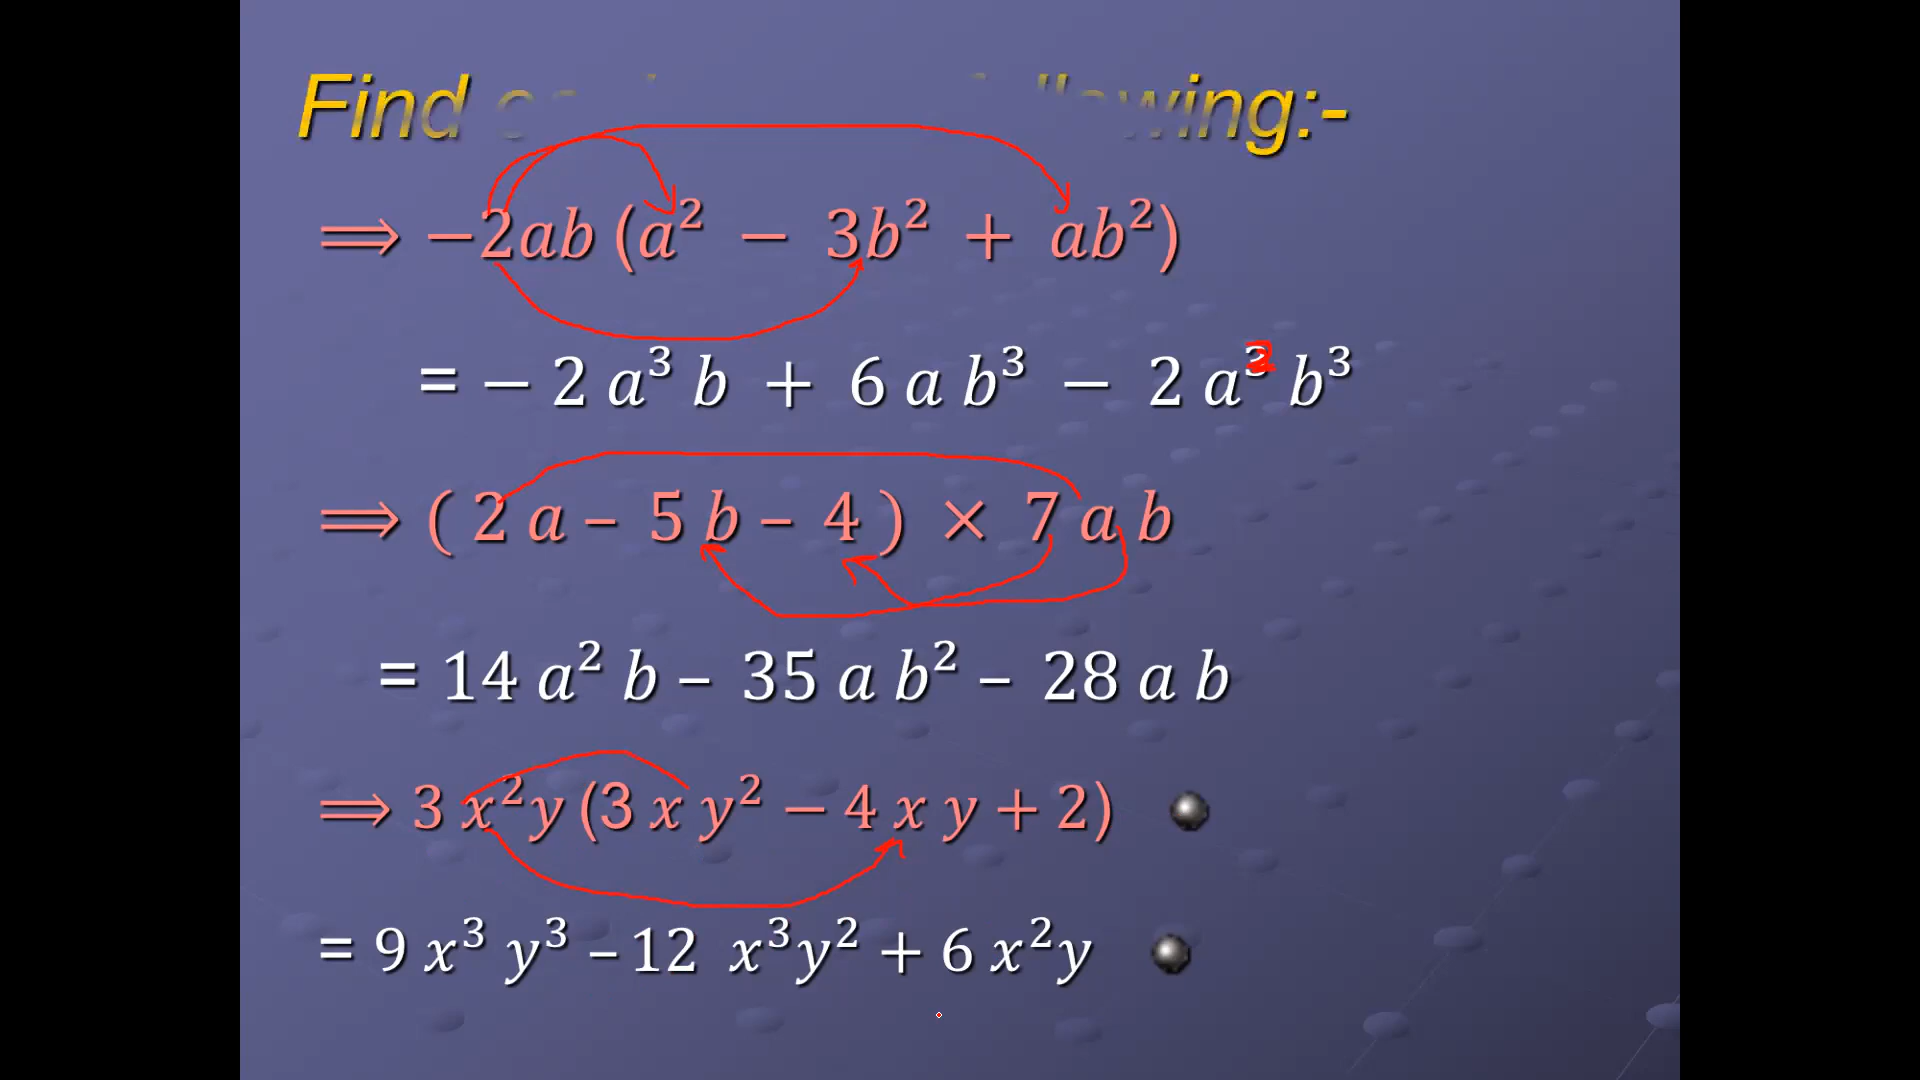 Find wing:-
⟹ −2ab (a² − 3b² + ab²)
= − 2 a³ b + 6 a b³ − 2 a² b³
⟹ ( 2 a – 5 b – 4 ) × 7 a b
= 14 a² b – 35 a b² – 28 a b
⟹ 3 x²y (3 x y² − 4 x y + 2)
= 9 x³ y³ – 12 x³y² + 6 x²y